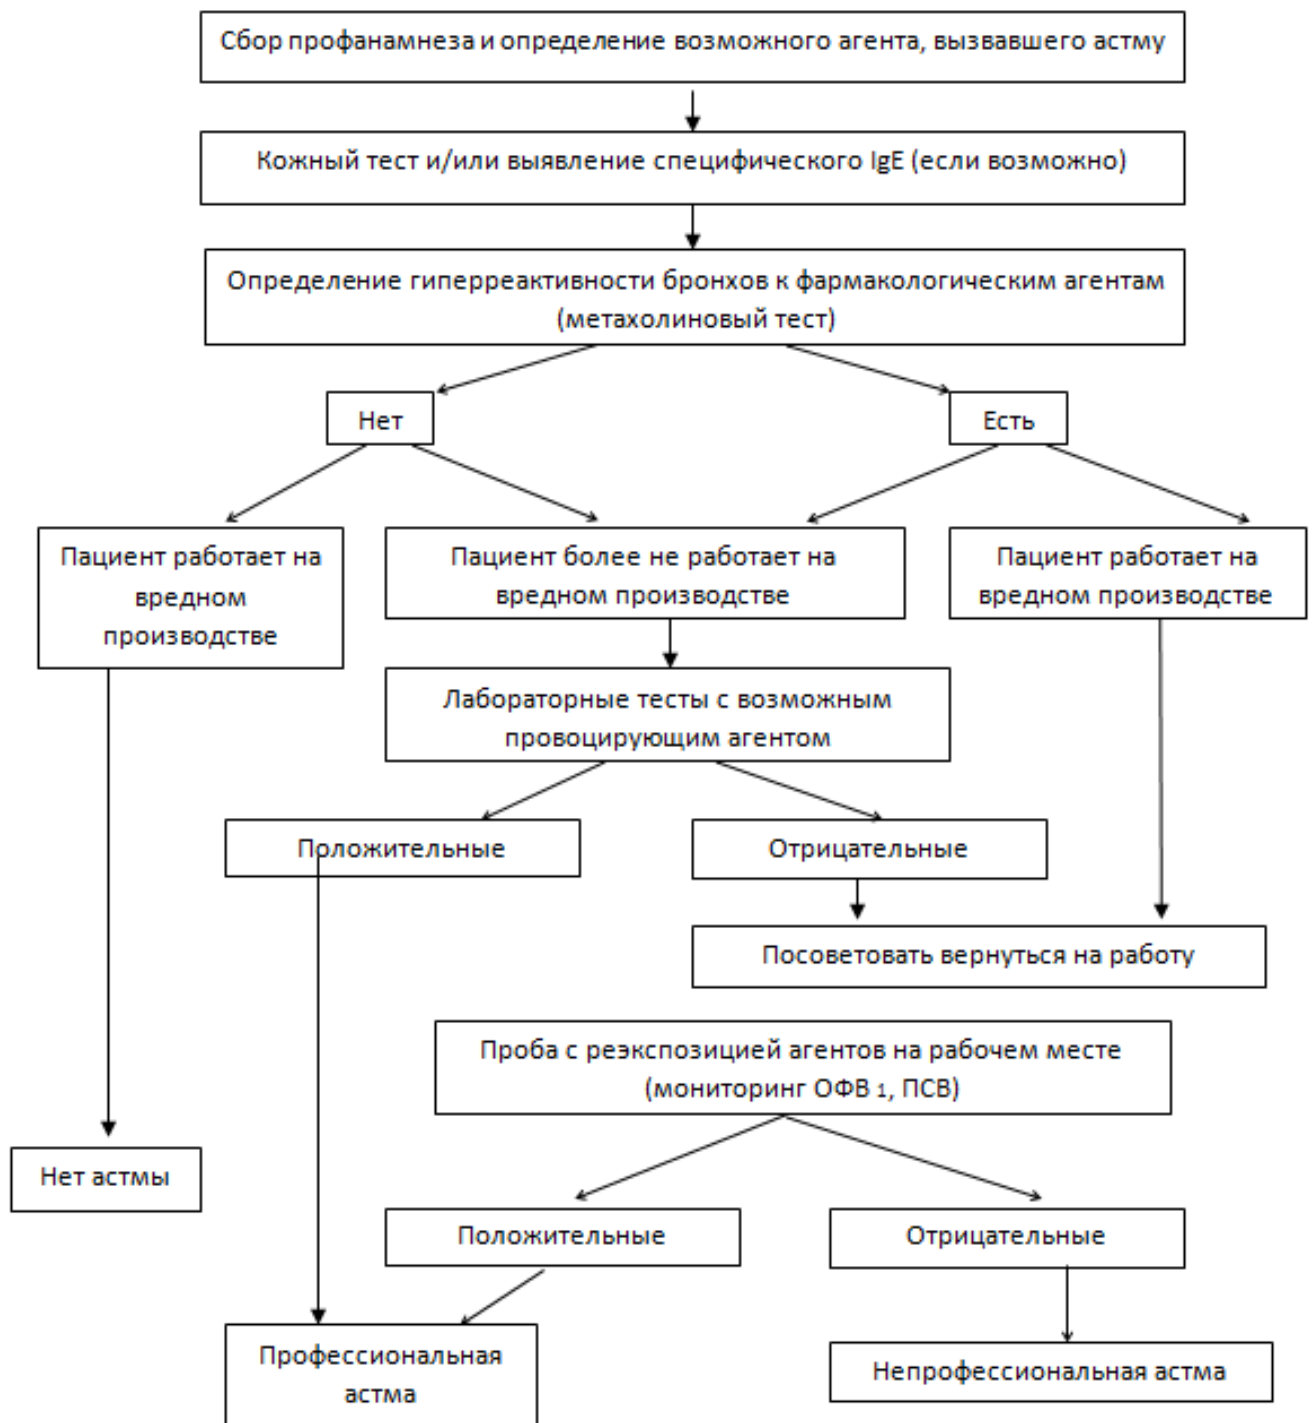 Сбор профанамнеза и определение возможного агента, вызвавшего астму
Кожный тест и/или выявление специфического IgE (если возможно)
Определение гиперреактивности бронхов к фармакологическим агентам
(метахолиновый тест)
Нет
Есть
Пациент работает на
вредном
производстве
Пациент более не работает на
вредном производстве
Пациент работает на
вредном производстве
Лабораторные тесты с возможным
провоцирующим агентом
Положительные
Отрицательные
Посоветовать вернуться на работу
Проба с реэкспозицией агентов на рабочем месте
(мониторинг ОФВ 1, ПСВ)
Нет астмы
Положительные
Отрицательные
Профессиональная
астма
Непрофессиональная астма